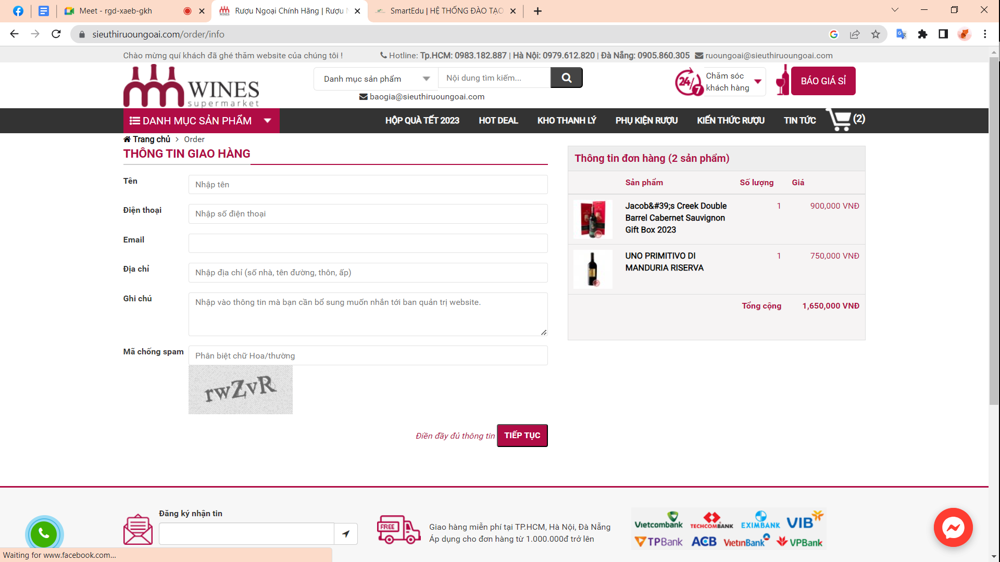 Meet - rgd-xaeb-gkh
Rượu Ngoại Chính Hãng | Rượu
SmartEdu | HỆ THỐNG ĐÀO TẠO
sieuthiruoungoai.com/order/info
Chào mừng quí khách đã ghé thăm website của chúng tôi !
Hotline: Tp.HCM: 0983.182.887 | Hà Nội: 0979.612.820 | Đà Nẵng: 0905.860.305
ruoungoai@sieuthiruoungoai.com
WINES
supermarket
Danh mục sản phẩm
Nội dung tìm kiếm...
baogia@sieuthiruoungoai.com
24/7
Chăm sóc
khách hàng
BÁO GIÁ SỈ
DANH MỤC SẢN PHẨM
HỘP QUÀ TẾT 2023
HOT DEAL
KHO THANH LÝ
PHỤ KIỆN RƯỢU
KIẾN THỨC RƯỢU
TIN TỨC
(2)
Trang chủ > Order
THÔNG TIN GIAO HÀNG
Tên
Nhập tên
Điện thoại
Nhập số điện thoại
Email
Địa chỉ
Nhập địa chỉ (số nhà, tên đường, thôn, ấp)
Ghi chú
Nhập vào thông tin mà bạn cần bổ sung muốn nhắn tới ban quản trị website.
Mã chống spam
Phân biệt chữ Hoa/thường
rwZvR
Điền đầy đủ thông tin
TIẾP TỤC
Thông tin đơn hàng (2 sản phẩm)
Sản phẩm Số lượng Giá
Jacob&#39;s Creek Double 1 900,000 VNĐ
Barrel Cabernet Sauvignon
Gift Box 2023
UNO PRIMITIVO DI 1 750,000 VNĐ
MANDURIA RISERVA
Tổng cộng 1,650,000 VNĐ
Đăng ký nhận tin
FREE
Giao hàng miễn phí tại TP.HCM, Hà Nội, Đà Nẵng
Áp dụng cho đơn hàng từ 1.000.000đ trở lên
Vietcombank TECHCOMBANK EXIMBANK VIB
TPBank ACB VietinBank VPBank
Waiting for www.facebook.com...